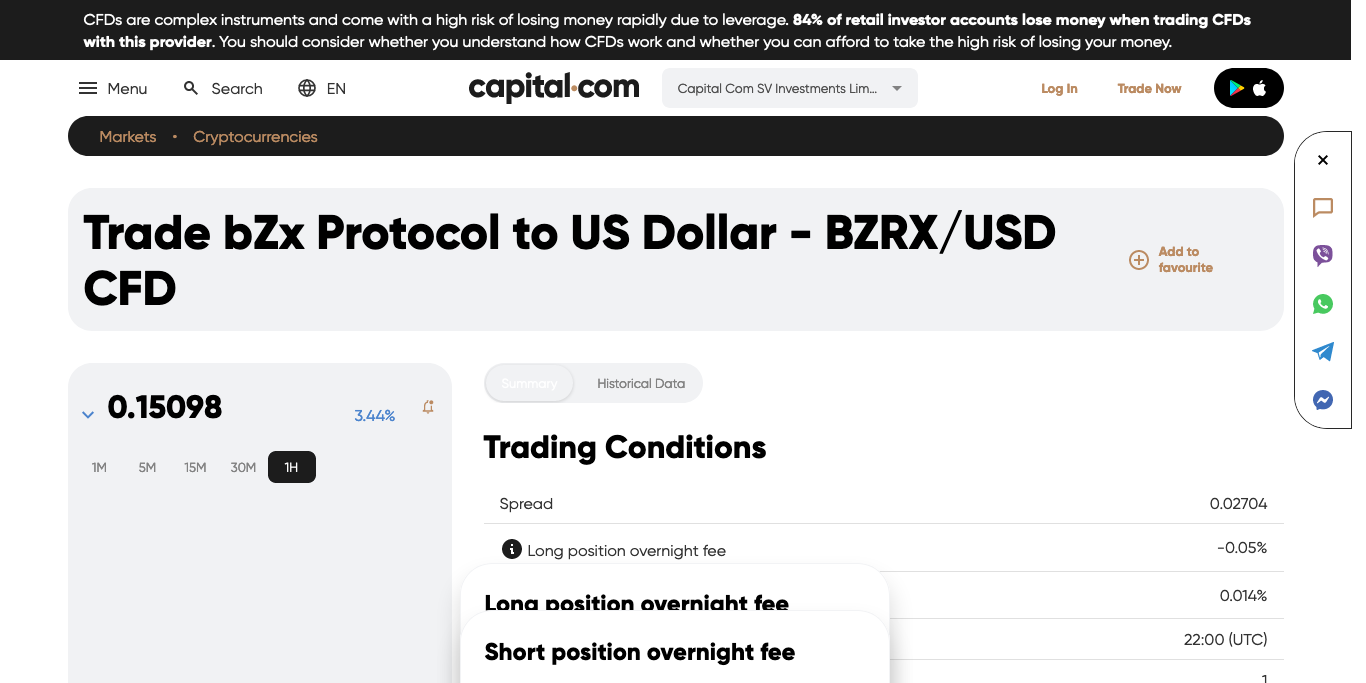 CFDs are complex instruments and come with a high risk of losing money rapidly due to leverage. 84% of retail investor accounts lose money when trading CFDs
with this provider. You should consider whether you understand how CFDs work and whether you can afford to take the high risk of losing your money.
Menu
Search
EN
capital.com
Capital Com SV Investments Lim...
Log In
Trade Now
Markets • Cryptocurrencies
Trade bZx Protocol to US Dollar - BZRX/USD
CFD
Add to
favourite
0.15098
3.44%
1M 5M 15M 30M 1H
Summary
Historical Data
Trading Conditions
Spread 0.02704
Long position overnight fee -0.05%
Long position overnight fee
0.014%
Short position overnight fee
22:00 (UTC)
1